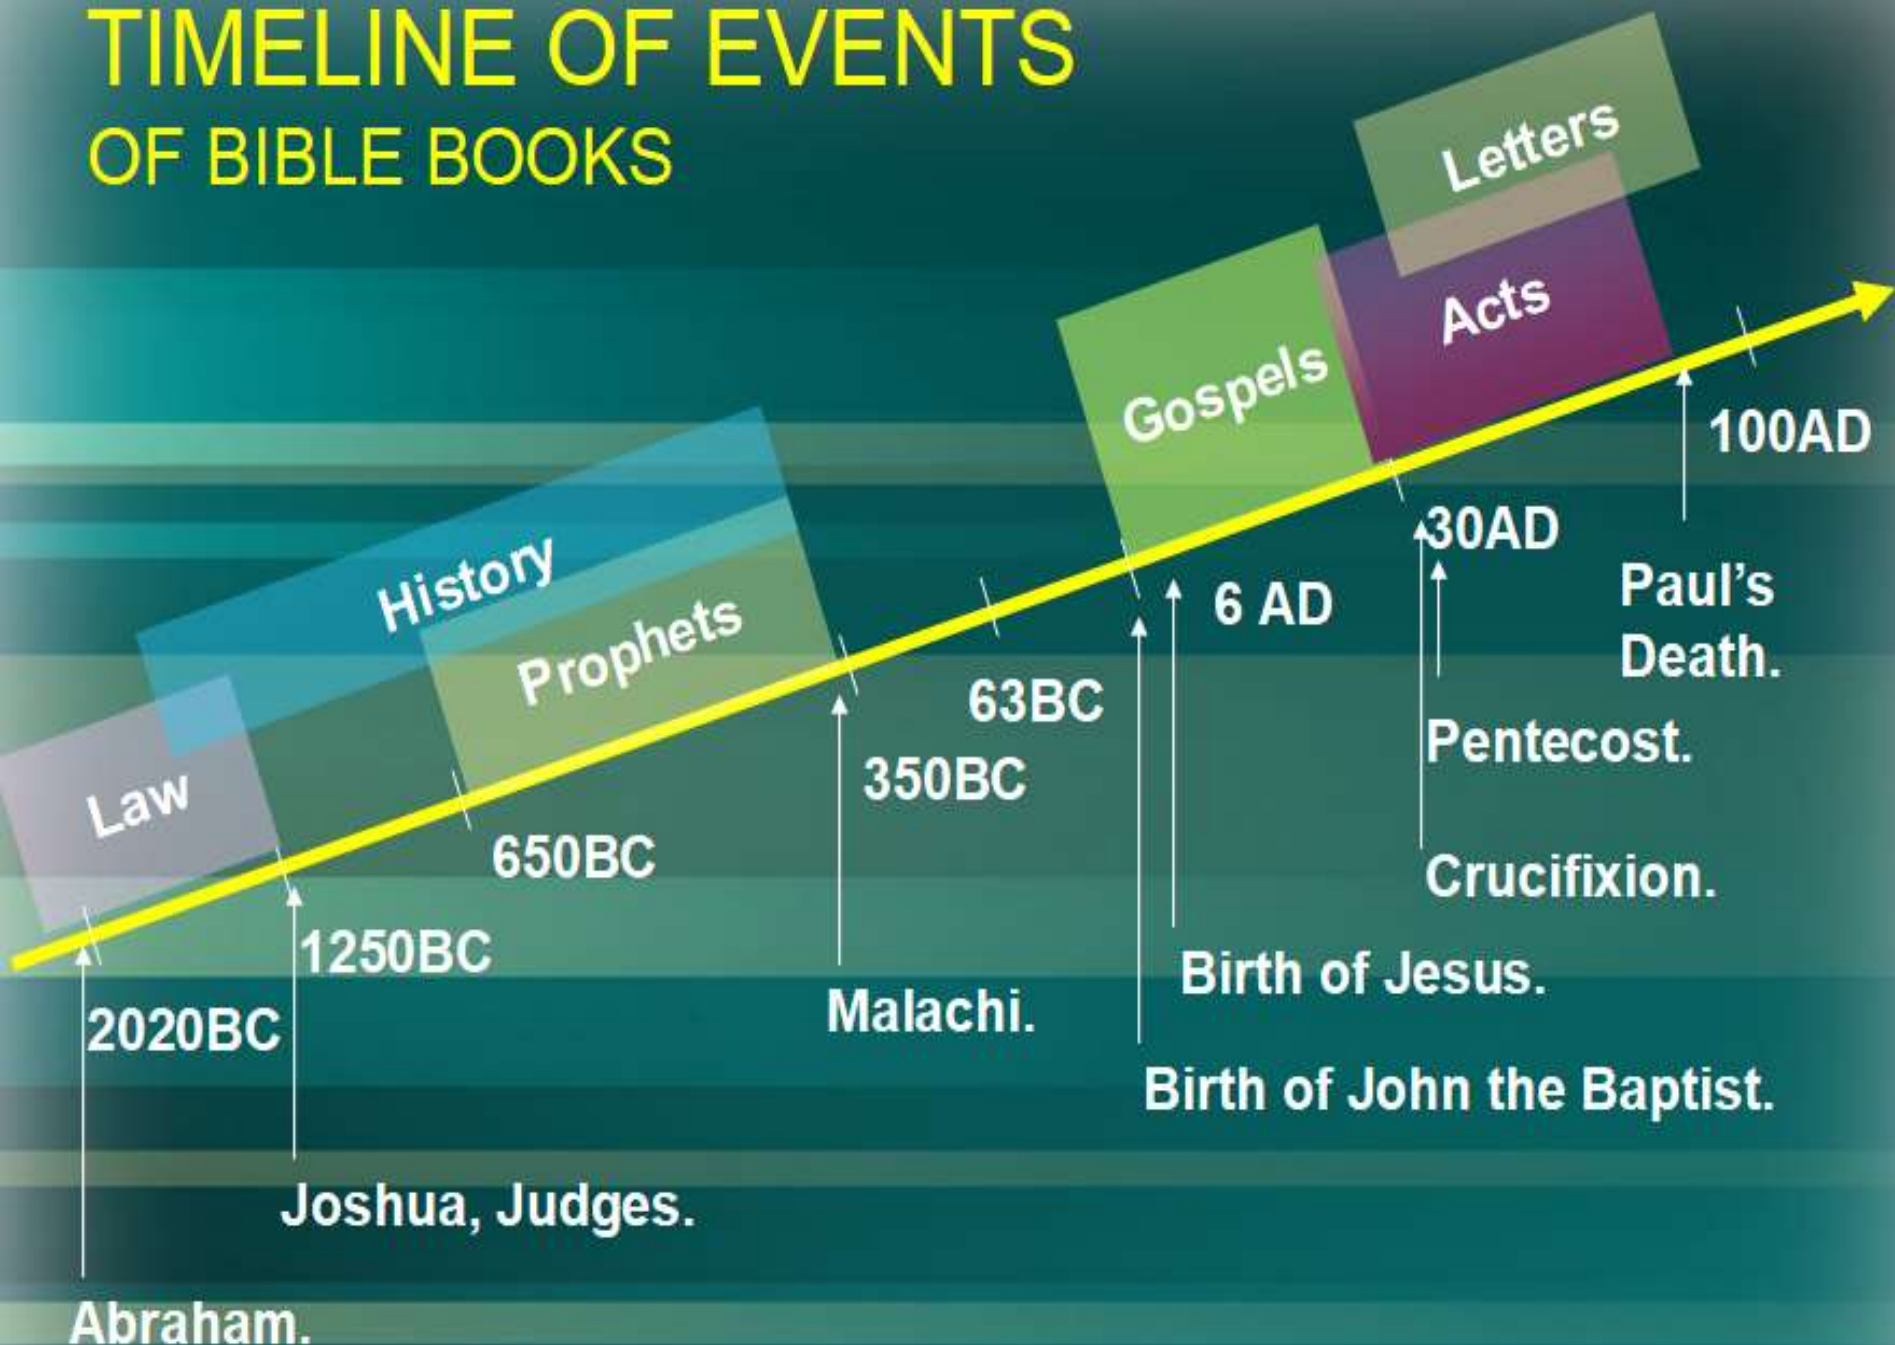 TIMELINE OF EVENTS
OF BIBLE BOOKS
Letters
Acts
Gospels
History
Prophets
Law
100AD
30AD
6 AD
63BC
350BC
650BC
1250BC
2020BC
Paul's
Death.
Pentecost.
Crucifixion.
Birth of Jesus.
Malachi.
Birth of John the Baptist.
Joshua, Judges.
Abraham.